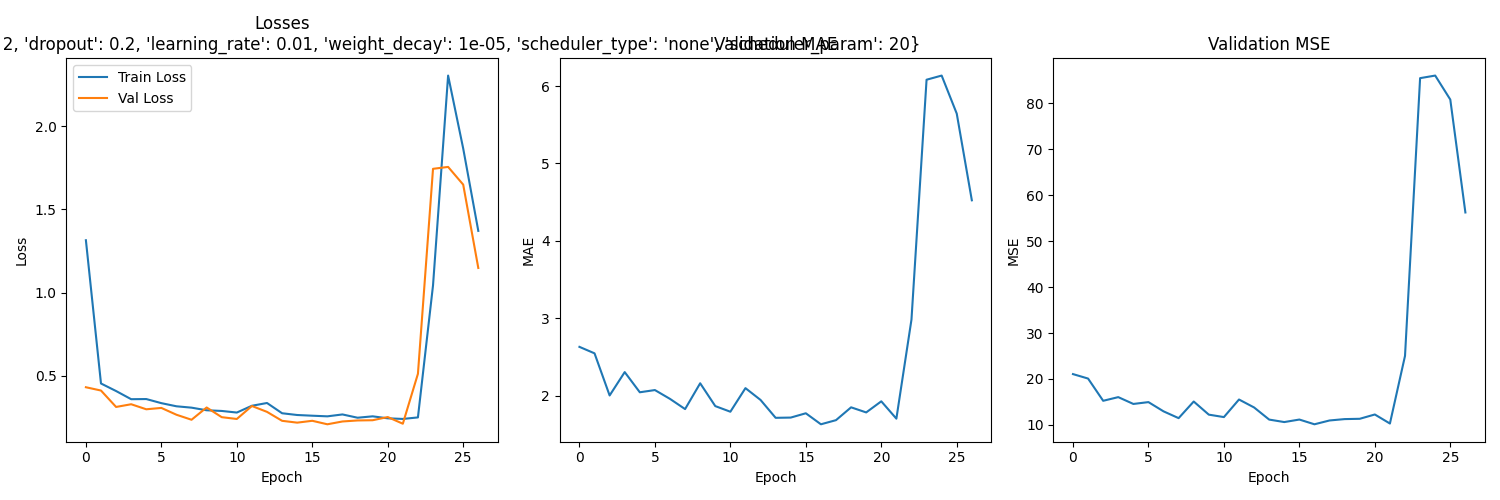 Losses
2, 'dropout': 0.2, 'learning_rate': 0.01, 'weight_decay': 1e-05, 'scheduler_type': 'none', 'scheduler_param': 20}
Train Loss
Val Loss
2.0
1.5
1.0
0.5
Loss
0 5 10 15 20 25
Epoch
Validation MAE
6
5
4
3
2
MAE
0 5 10 15 20 25
Epoch
Validation MSE
80
70
60
50
40
30
20
10
MSE
0 5 10 15 20 25
Epoch